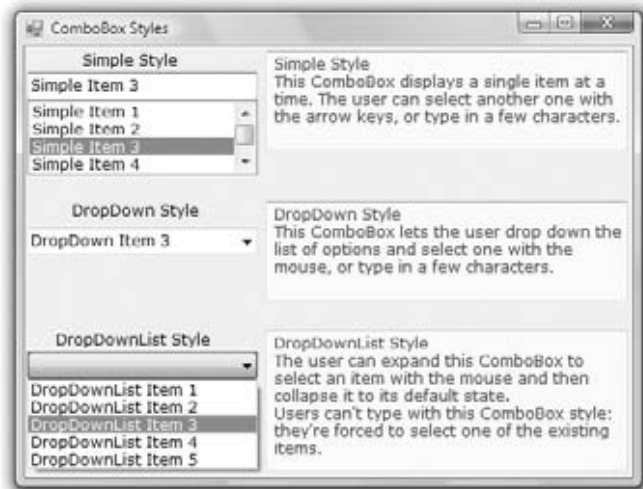 ComboBox Styles
Simple Style
Simple Item 3
Simple Item 1
Simple Item 2
Simple Item 3
Simple Item 4
Simple Style
This ComboBox displays a single item at a
time. The user can select another one with
the arrow keys, or type in a few characters.
DropDown Style
DropDown Item 3
DropDown Style
This ComboBox lets the user drop down the
list of options and select one with the
mouse, or type in a few characters.
DropDownList Style
DropDownList Item 1
DropDownList Item 2
DropDownList Item 3
DropDownList Item 4
DropDownList Item 5
DropDownList Style
The user can expand this ComboBox to
select an item with the mouse and then
collapse it to its default state.
Users can't type with this ComboBox style:
they're forced to select one of the existing
items.